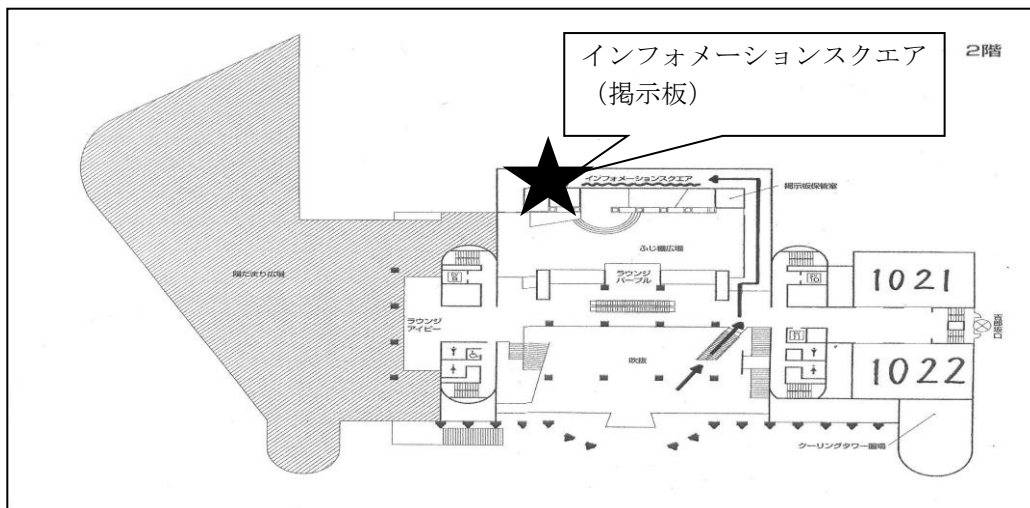 インフォメーションスクエア
（掲示板）
2階
インフォメーションスクエア
掲示板保管室
ふじ棚広場
陽だまり広場
ラウンジ
パープル
1021
ラウンジ
アイビー
吹抜
1022
クーリングタワー置場